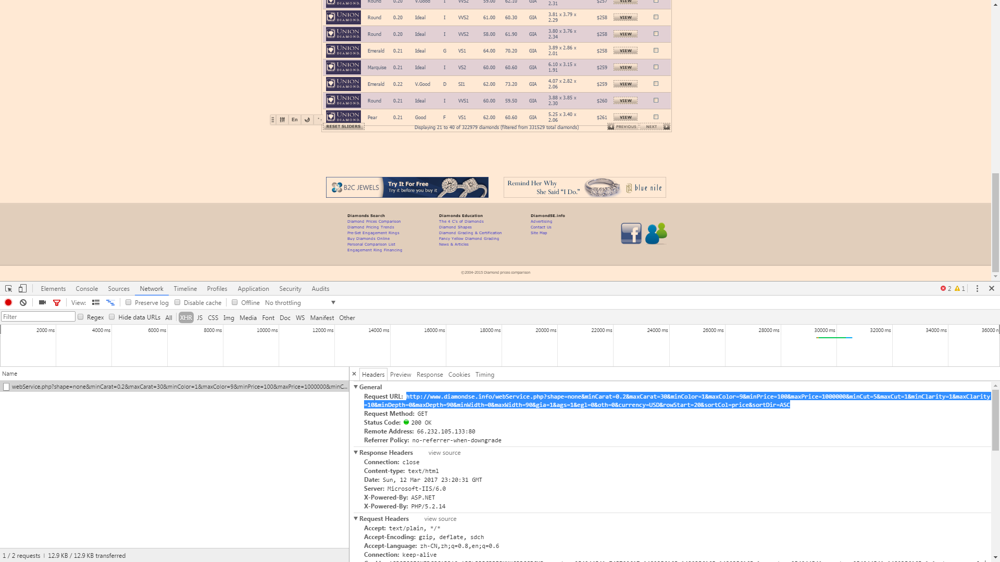 Round 0.20 V.Good I VVS2 59.00 62.10 GIA 2.31 $257 VIEW
UNION DIAMOND. Round 0.20 Ideal I VVS2 61.00 60.30 GIA 3.81 x 3.79 x 2.29 $258 VIEW
UNION DIAMOND. Round 0.20 Ideal I VVS2 58.00 61.90 GIA 3.80 x 3.76 x 2.34 $258 VIEW
UNION DIAMOND. Emerald 0.21 Ideal G VS1 64.00 70.20 GIA 3.89 x 2.86 x 2.01 $258 VIEW
UNION DIAMOND. Marquise 0.21 Ideal I VS2 60.00 60.60 GIA 6.10 x 3.15 x 1.91 $259 VIEW
UNION DIAMOND. Emerald 0.22 V.Good D SI1 62.00 73.20 GIA 4.07 x 2.82 x 2.06 $259 VIEW
UNION DIAMOND. Round 0.21 Ideal I VVS1 60.00 59.50 GIA 3.88 x 3.85 x 2.30 $260 VIEW
UNION DIAMOND. Pear 0.21 Good F VS1 62.00 60.60 GIA 5.25 x 3.40 x 2.06 $261 VIEW
拼 En
RESET SLIDERS Displaying 21 to 40 of 322979 diamonds (filtered from 331529 total diamonds) PREVIOUS NEXT
B2C JEWELS Try It For Free
Try it before you buy it
Remind Her Why
She Said “I Do.” blue nile
Diamonds Search
Diamond Prices Comparison
Diamond Pricing Trends
Pre-Set Engagement Rings
Buy Diamonds Online
Personal Comparison List
Engagement Ring Financing
Diamonds Education
The 4 C's of Diamonds
Diamond Shapes
Diamond Grading & Certification
Fancy Yellow Diamond Grading
News & Articles
DiamondSE.info
Advertising
Contact Us
Site Map
©2004-2015 Diamond prices comparison
Elements Console Sources Network Timeline Profiles Application Security Audits 2 1
View: Preserve log Disable cache Offline No throttling
Filter Regex Hide data URLs All XHR JS CSS Img Media Font Doc WS Manifest Other
2000 ms 4000 ms 6000 ms 8000 ms 10000 ms 12000 ms 14000 ms 16000 ms 18000 ms 20000 ms 22000 ms 24000 ms 26000 ms 28000 ms 30000 ms 32000 ms 34000 ms 36000 m
Name
webService.php?shape=none&minCarat=0.2&maxCarat=30&minColor=1&maxColor=9&minPrice=100&maxPrice=1000000&minC...
1 / 2 requests | 12.9 KB / 12.9 KB transferred
Headers Preview Response Cookies Timing
General
Request URL: http://www.diamondse.info/webService.php?shape=none&minCarat=0.2&maxCarat=30&minColor=1&maxColor=9&minPrice=100&maxPrice=1000000&minCut=5&maxCut=1&minClarity=1&maxClarity
=10&minDepth=0&maxDepth=90&minWidth=0&maxWidth=90&gia=1&ags=1&egl=0&oth=0&currency=USD&rowStart=20&sortCol=price&sortDir=ASC
Request Method: GET
Status Code: 200 OK
Remote Address: 66.232.105.133:80
Referrer Policy: no-referrer-when-downgrade
Response Headers view source
Connection: close
Content-type: text/html
Date: Sun, 12 Mar 2017 23:20:31 GMT
Server: Microsoft-IIS/6.0
X-Powered-By: ASP.NET
X-Powered-By: PHP/5.2.14
Request Headers view source
Accept: text/plain, */*
Accept-Encoding: gzip, deflate, sdch
Accept-Language: zh-CN,zh;q=0.8,en;q=0.6
Connection: keep-alive